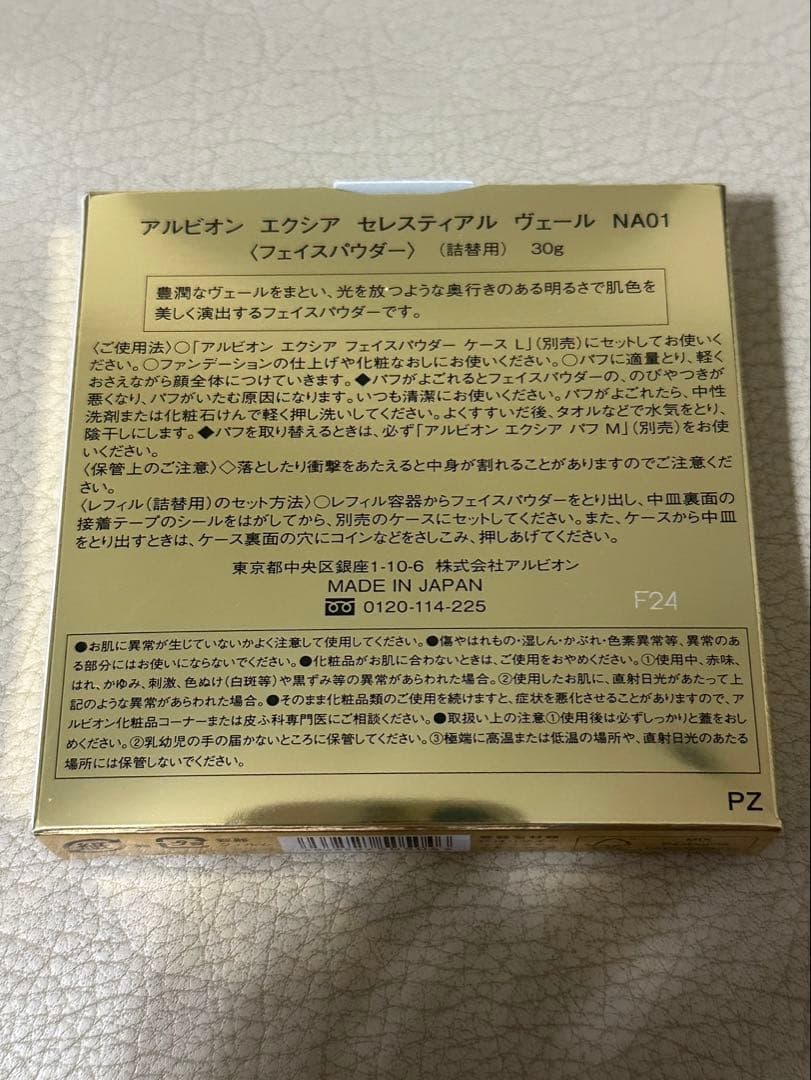 アルビオン エクシア セレスティアル ヴェール NA01
〈フェイスパウダー〉 (詰替用) 30g
豊潤なヴェールをまとい、光を放つような奥行きのある明るさで肌色を
美しく演出するフェイスパウダーです。
〈ご使用法〉○「アルビオン エクシア フェイスパウダー ケース L」(別売)にセットしてお使いく
ださい。○ファンデーションの仕上げや化粧なおしにお使いください。○パフに適量とり、軽く
おさえながら顔全体につけていきます。◆パフがよごれるとフェイスパウダーの、のびやつきが
悪くなり、パフがいたむ原因になります。いつも清潔にお使いください。パフがよごれたら、中性
洗剤または化粧石けんで軽く押し洗いしてください。よくすすいだ後、タオルなどで水気をとり、
陰干しにします。◆パフを取り替えるときは、必ず「アルビオン エクシア パフ M」(別売)をお使
いください。
〈保管上のご注意〉◇落としたり衝撃をあたえると中身が割れることがありますのでご注意くだ
さい。
〈レフィル(詰替用)のセット方法〉○レフィル容器からフェイスパウダーをとり出し、中皿裏面の
接着テープのシールをはがしてから、別売のケースにセットしてください。また、ケースから中皿
をとり出すときは、ケース裏面の穴にコインなどをさしこみ、押しあげてください。
東京都中央区銀座1-10-6 株式会社アルビオン
MADE IN JAPAN
0120-114-225
F24
●お肌に異常が生じていないかよく注意して使用してください。●傷やはれもの・湿しん・かぶれ・色素異常等、異常のあ
る部分にはお使いにならないでください。●化粧品がお肌に合わないときは、ご使用をおやめください。①使用中、赤味、
はれ、かゆみ、刺激、色ぬけ(白斑等)や黒ずみ等の異常があらわれた場合。②使用したお肌に、直射日光があたって上
記のような異常があらわれた場合。●そのまま化粧品類のご使用を続けますと、症状を悪化させることがありますので、ア
ルビオン化粧品コーナーまたは皮ふ科専門医にご相談ください。●取扱い上の注意①使用後は必ずしっかりと蓋をおし
めください。②乳幼児の手の届かないところに保管してください。③極端に高温または低温の場所や、直射日光のあたる
場所には保管しないでください。
PZ